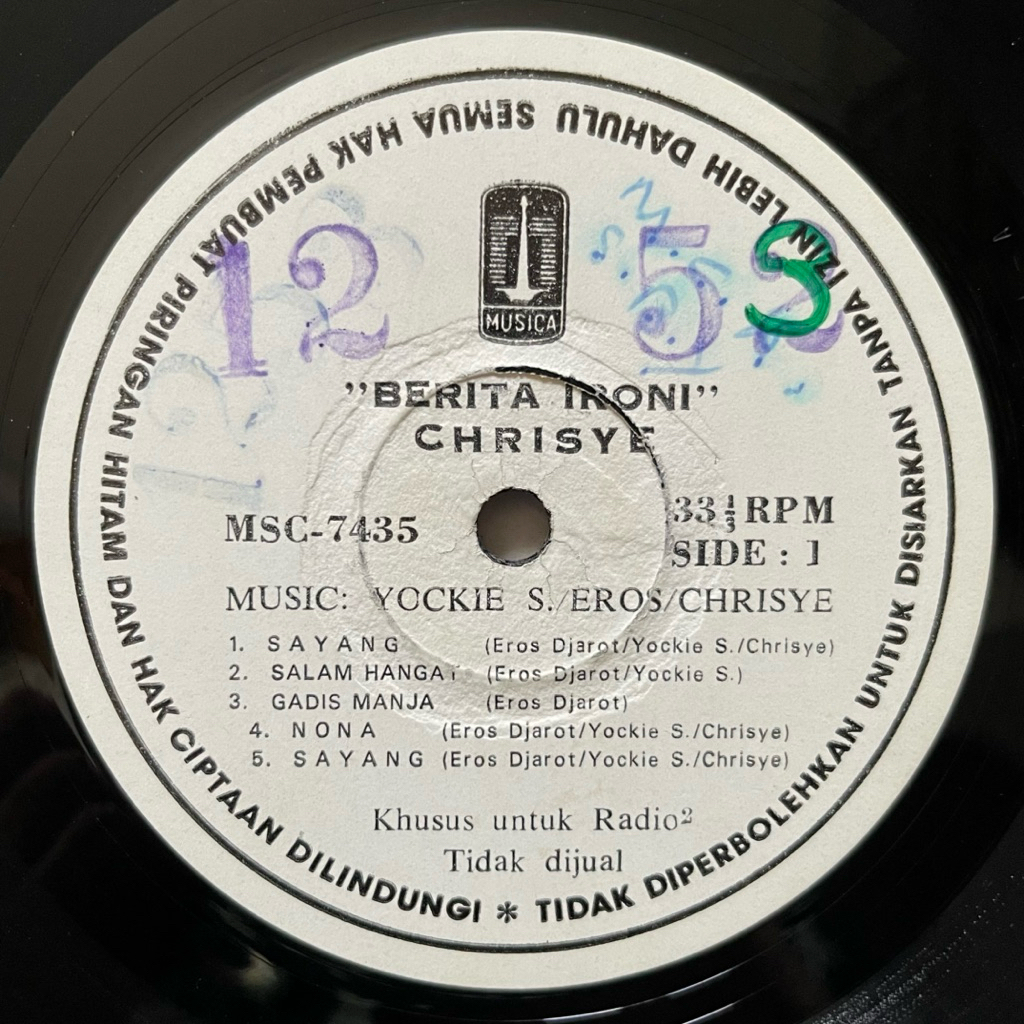 SEMUA HAK PEMBUAT PIRINGAN HITAM DAN HAK CIPTAAN DILINDUNGI * TIDAK DIPERBOLEHKAN UNTUK DISIARKAN TANPA IZIN LEBIH DAHULU
12 52
S
MUSICA
"BERITA IRONI"
CHRISYE
MSC-7435
33 1/3 RPM
SIDE : 1
MUSIC: YOCKIE S./EROS/CHRISYE
1. SAYANG (Eros Djarot/Yockie S./Chrisye)
2. SALAM HANGAT (Eros Djarot/Yockie S.)
3. GADIS MANJA (Eros Djarot)
4. NONA (Eros Djarot/Yockie S./Chrisye)
5. SAYANG (Eros Djarot/Yockie S./Chrisye)
Khusus untuk Radio²
Tidak dijual